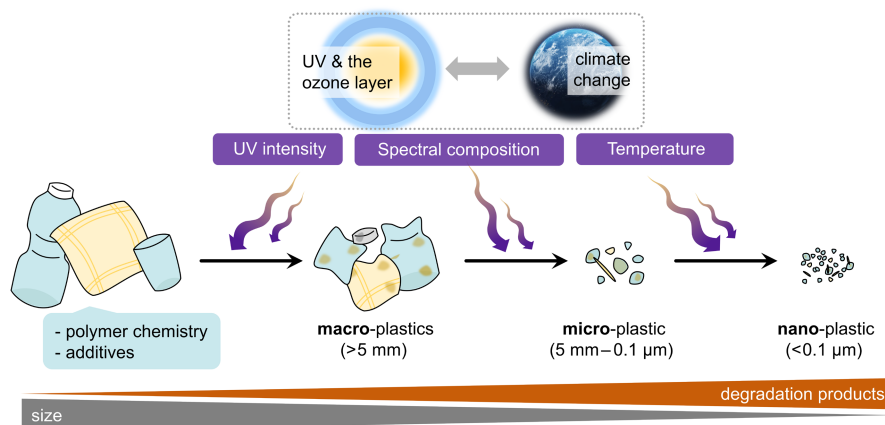 UV & the
ozone layer
climate
change
UV intensity
Spectral composition
Temperature
- polymer chemistry
- additives
macro-plastics
(>5 mm)
micro-plastic
(5 mm–0.1 μm)
nano-plastic
(<0.1 μm)
degradation products
size